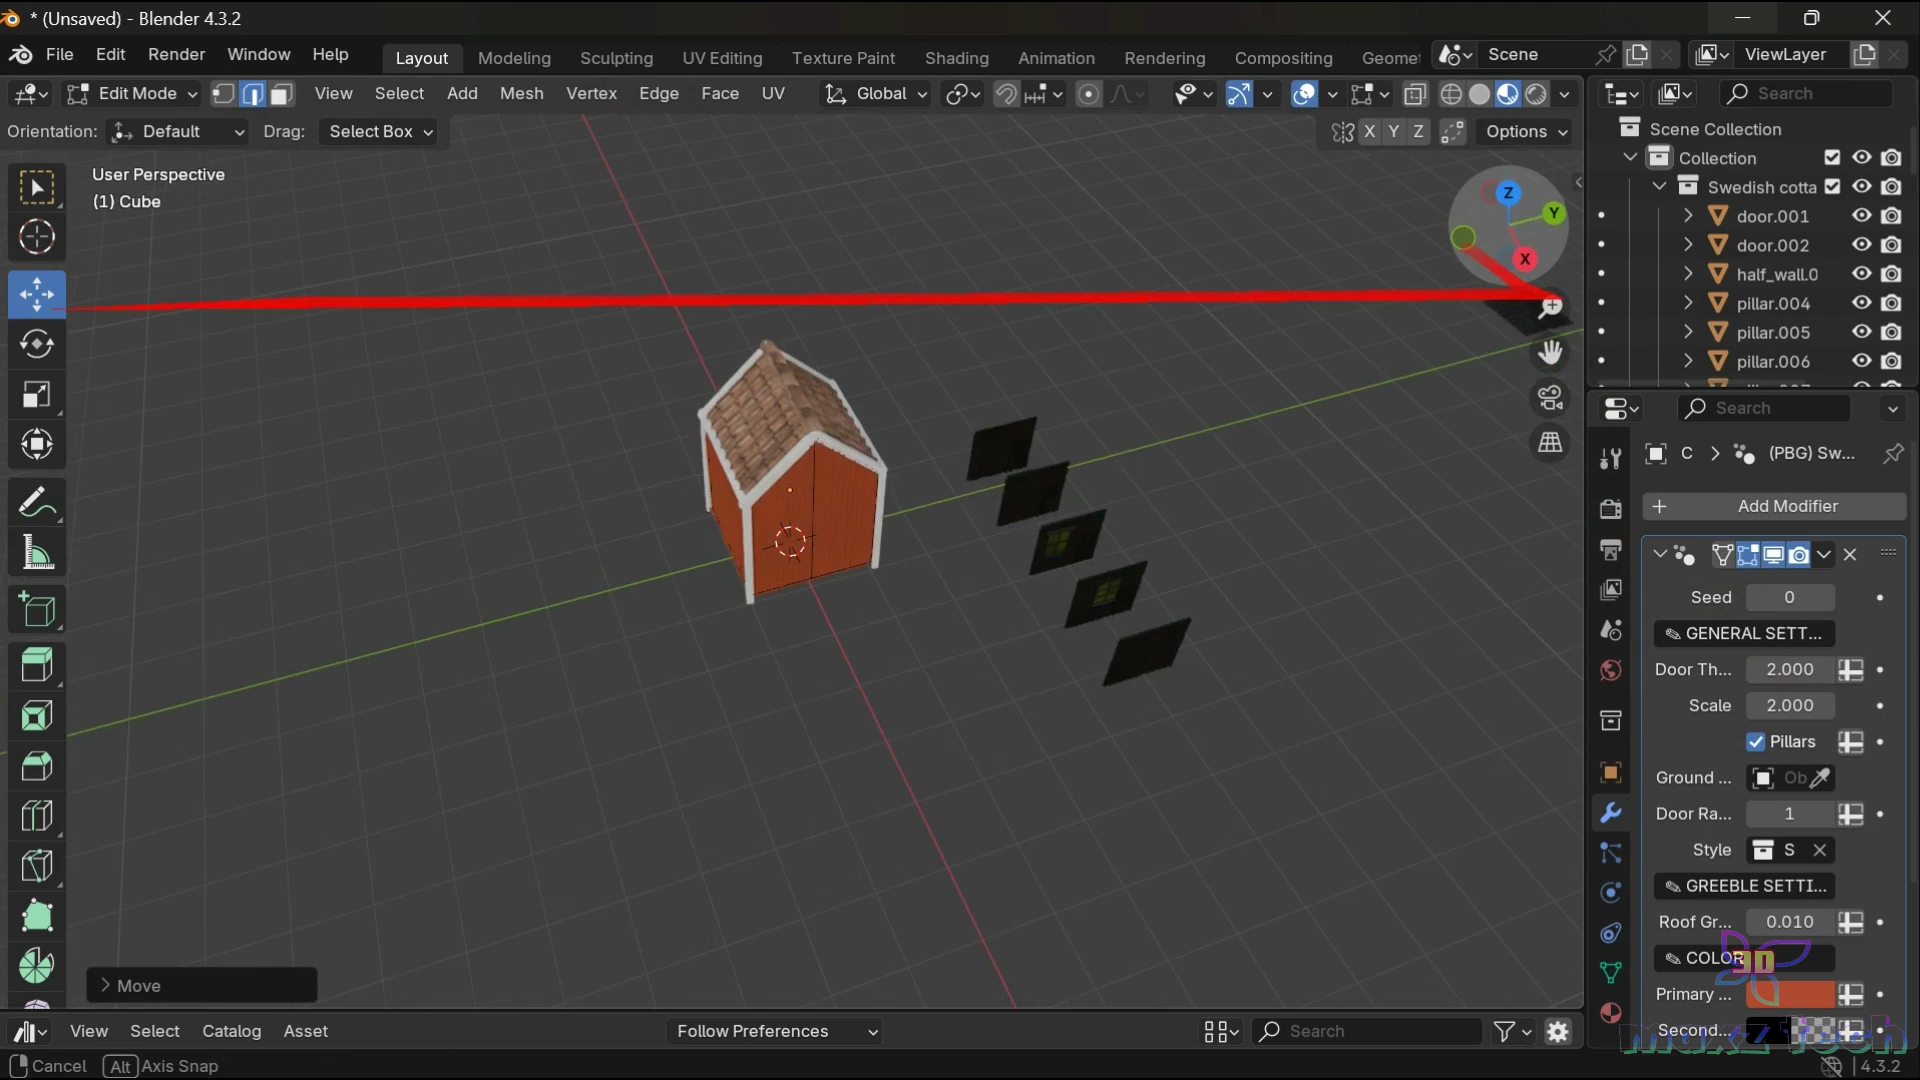 * (Unsaved) - Blender 4.3.2
File Edit Render Window Help Layout Modeling Sculpting UV Editing Texture Paint Shading Animation Rendering Compositing Geomet Scene ViewLayer
Edit Mode View Select Add Mesh Vertex Edge Face UV Global Search
Orientation: Default Drag: Select Box X Y Z Options
Scene Collection
User Perspective
(1) Cube
Collection
Swedish cotta
Z
Y
X
door.001
door.002
half_wall.0
pillar.004
pillar.005
pillar.006
Search
C > (PBG) Sw...
+ Add Modifier
Seed 0
GENERAL SETT...
Door Th... 2.000
Scale 2.000
Pillars
Ground ... Ob
Door Ra... 1
Style S
GREEBLE SETTI...
Roof Gr... 0.010
COLOR
3D
Primary ...
Second...
> Move
View Select Catalog Asset Follow Preferences Search
Cancel Alt Axis Snap 4.3.2